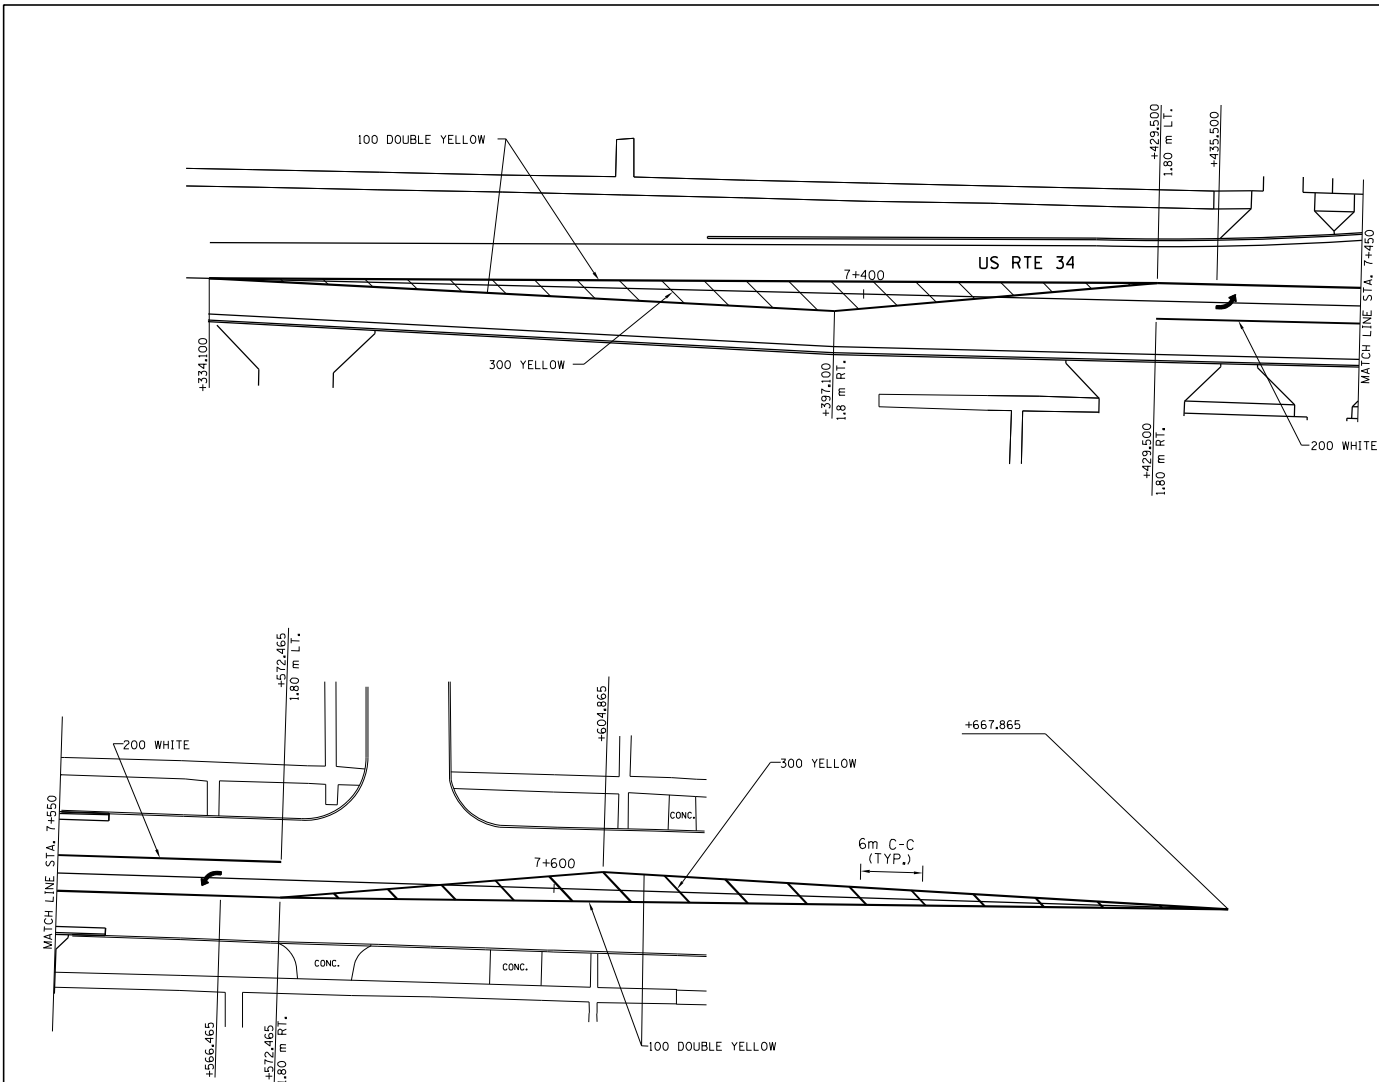 100 DOUBLE YELLOW
+429.500
1.80 m LT.
+435.500
US RTE 34
7+400
MATCH LINE STA. 7+450
+334.100
300 YELLOW
+397.100
1.8 m RT.
+429.500
1.80 m RT.
200 WHITE
+572.465
1.80 m LT.
+604.865
+667.865
200 WHITE
300 YELLOW
CONC.
MATCH LINE STA. 7+550
7+600
6m C-C
(TYP.)
CONC.
CONC.
+566.465
+572.465
1.80 m RT.
100 DOUBLE YELLOW